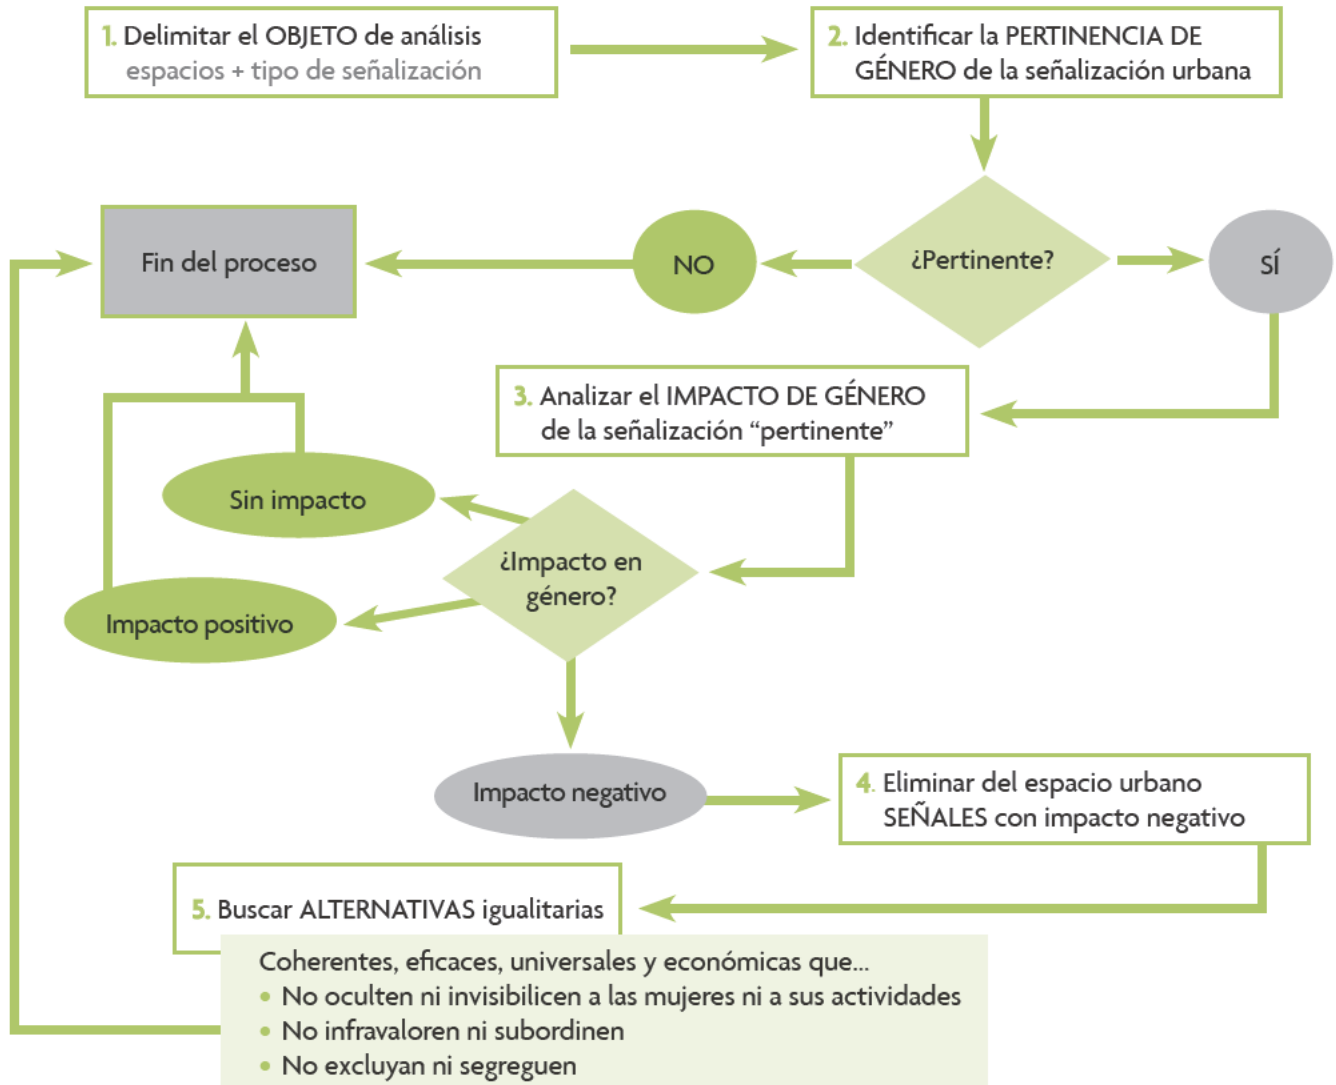 1. Delimitar el OBJETO de análisis
espacios + tipo de señalización
2. Identificar la PERTINENCIA DE
GÉNERO de la señalización urbana
Fin del proceso
NO
¿Pertinente?
SÍ
3. Analizar el IMPACTO DE GÉNERO
de la señalización “pertinente”
Sin impacto
¿Impacto en
género?
Impacto positivo
Impacto negativo
4. Eliminar del espacio urbano
SEÑALES con impacto negativo
5. Buscar ALTERNATIVAS igualitarias
Coherentes, eficaces, universales y económicas que...
• No oculten ni invisibilicen a las mujeres ni a sus actividades
• No infravaloren ni subordinen
• No excluyan ni segreguen